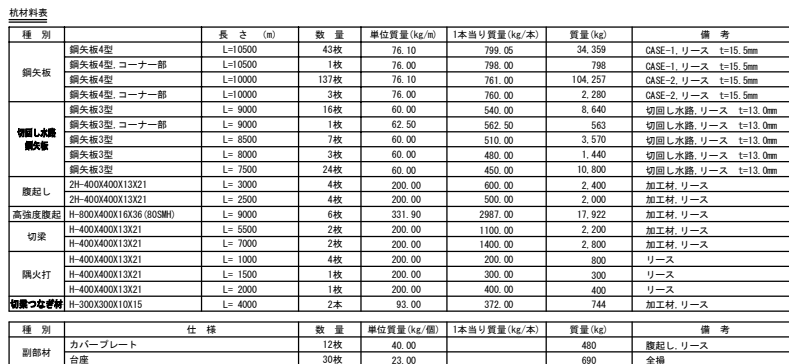 杭材料表
種 別 長 さ (m) 数 量 単位質量(kg/m) 1本当り質量(kg/本) 質量(kg) 備 考
鋼矢板
鋼矢板4型 L=10500 43枚 76.10 799.05 34,359 CASE-1,リース t=15.5mm
鋼矢板4型,コーナー部 L=10500 1枚 76.00 798.00 798 CASE-1,リース t=15.5mm
鋼矢板4型 L=10000 137枚 76.10 761.00 104,257 CASE-2,リース t=15.5mm
鋼矢板4型,コーナー部 L=10000 3枚 76.00 760.00 2,280 CASE-2,リース t=15.5mm
切回し水路
鋼矢板
鋼矢板3型 L= 9000 16枚 60.00 540.00 8,640 切回し水路,リース t=13.0mm
鋼矢板3型,コーナー部 L= 9000 1枚 62.50 562.50 563 切回し水路,リース t=13.0mm
鋼矢板3型 L= 8500 7枚 60.00 510.00 3,570 切回し水路,リース t=13.0mm
鋼矢板3型 L= 8000 3枚 60.00 480.00 1,440 切回し水路,リース t=13.0mm
鋼矢板3型 L= 7500 24枚 60.00 450.00 10,800 切回し水路,リース t=13.0mm
腹起し
2H-400X400X13X21 L= 3000 4枚 200.00 600.00 2,400 加工材,リース
2H-400X400X13X21 L= 2500 4枚 200.00 500.00 2,000 加工材,リース
高強度腹起 H-800X400X16X36(80SMH) L= 9000 6枚 331.90 2987.00 17,922 加工材,リース
切梁
H-400X400X13X21 L= 5500 2枚 200.00 1100.00 2,200 加工材,リース
H-400X400X13X21 L= 7000 2枚 200.00 1400.00 2,800 加工材,リース
隅火打
H-400X400X13X21 L= 1000 4枚 200.00 200.00 800 リース
H-400X400X13X21 L= 1500 1枚 200.00 300.00 300 リース
H-400X400X13X21 L= 2000 1枚 200.00 400.00 400 リース
切梁つなぎ材 H-300X300X10X15 L= 4000 2本 93.00 372.00 744 加工材,リース
種 別 仕 様 数 量 単位質量(kg/個) 1本当り質量(kg/本) 質量(kg) 備 考
副部材
カバープレート 12枚 40.00 480 腹起し,リース
台座 30枚 23.00 690 全損